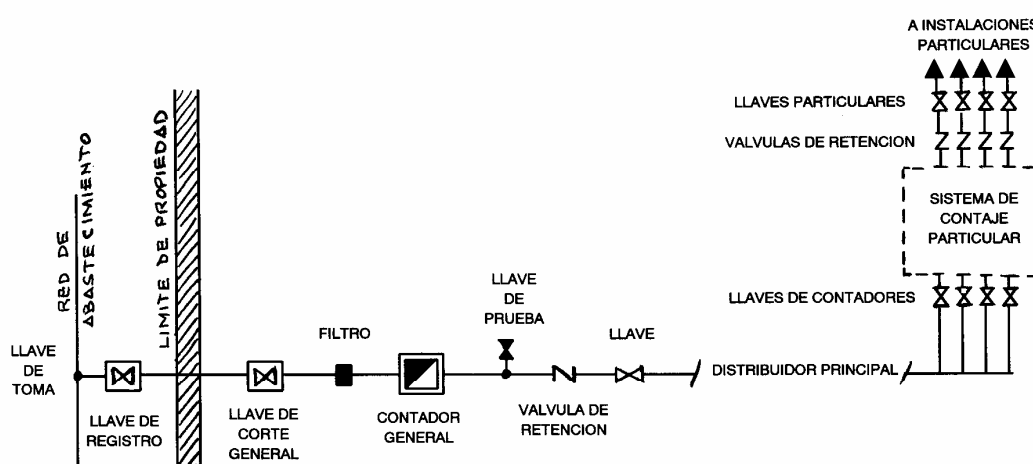 A INSTALACIONES
PARTICULARES
LLAVES PARTICULARES
VALVULAS DE RETENCION
SISTEMA DE
CONTAJE
PARTICULAR
LLAVES DE CONTADORES
RED DE
ABASTECIMIENTO
LIMITE DE PROPIEDAD
LLAVE
DE
TOMA
LLAVE DE
REGISTRO
LLAVE DE
CORTE
GENERAL
FILTRO
CONTADOR
GENERAL
LLAVE
DE
PRUEBA
VALVULA DE
RETENCION
LLAVE
DISTRIBUIDOR PRINCIPAL